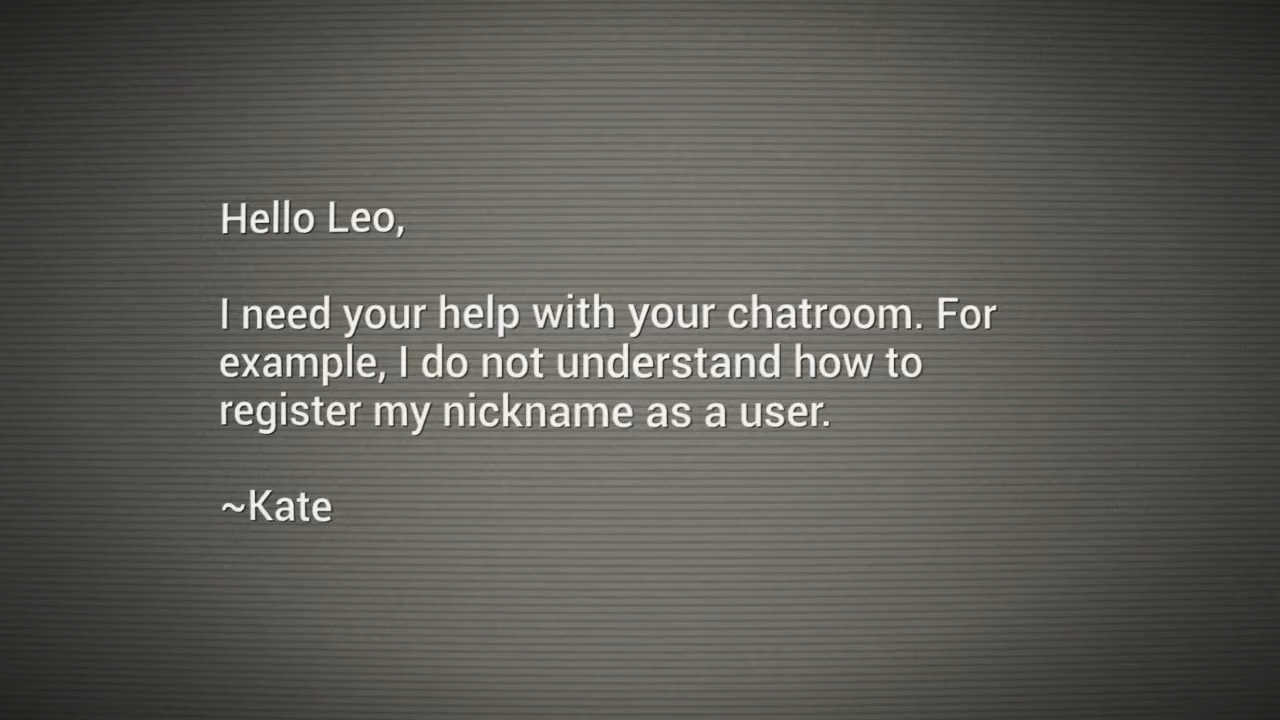 Hello Leo,
I need your help with your chatroom. For
example, I do not understand how to
register my nickname as a user.
~Kate